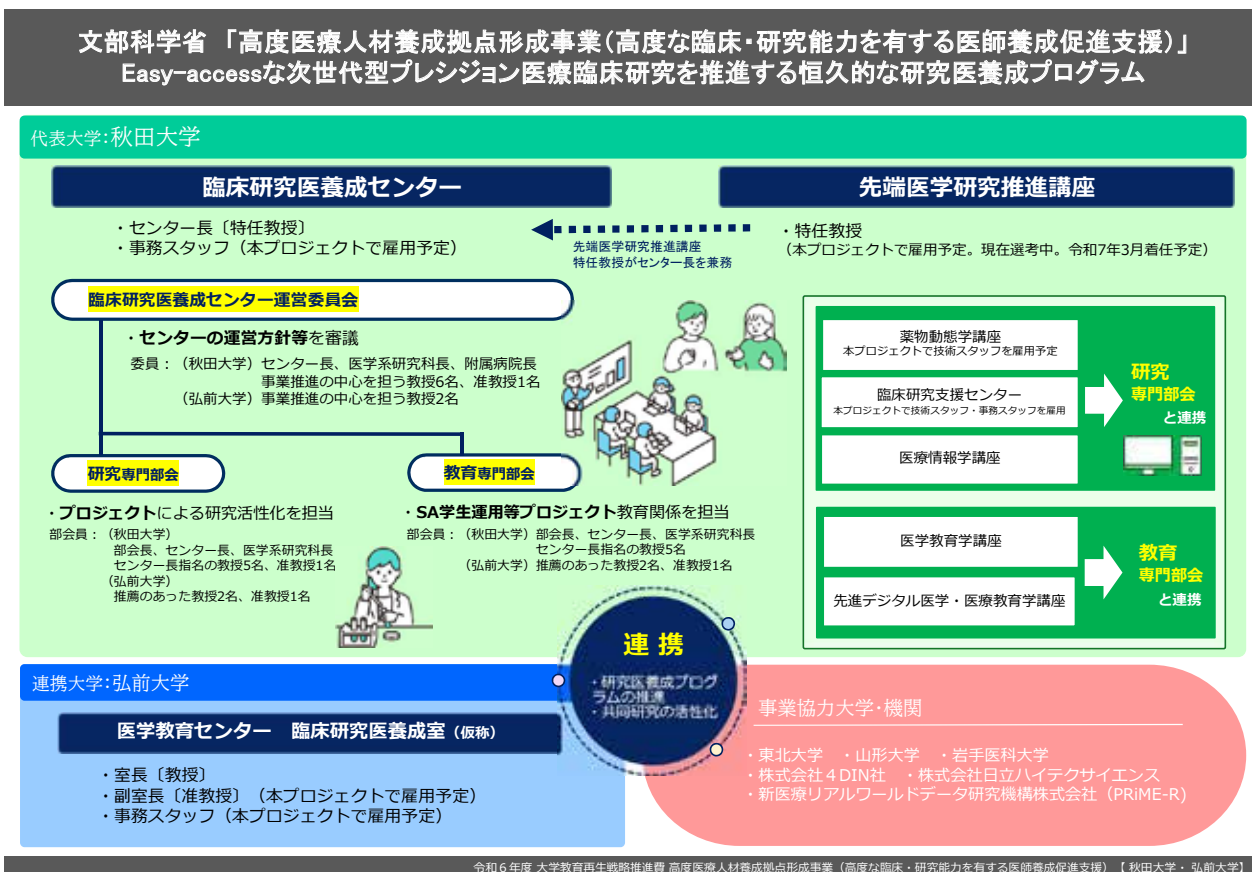 文部科学省 「高度医療人材養成拠点形成事業(高度な臨床・研究能力を有する医師養成促進支援)」
Easy-accessな次世代型プレシジョン医療臨床研究を推進する恒久的な研究医養成プログラム
代表大学:秋田大学
臨床研究医養成センター
・センター長〔特任教授〕
・事務スタッフ（本プロジェクトで雇用予定）
先端医学研究推進講座
特任教授がセンター長を兼務
先端医学研究推進講座
・特任教授
（本プロジェクトで雇用予定。現在選考中。令和7年3月着任予定）
臨床研究医養成センター運営委員会
・センターの運営方針等を審議
委員：（秋田大学）センター長、医学系研究科長、附属病院長
事業推進の中心を担う教授6名、准教授1名
（弘前大学）事業推進の中心を担う教授2名
研究専門部会
・プロジェクトによる研究活性化を担当
部会員：（秋田大学）
部会長、センター長、医学系研究科長
センター長指名の教授5名、准教授1名
（弘前大学）
推薦のあった教授2名、准教授1名
教育専門部会
・SA学生運用等プロジェクト教育関係を担当
部会員：（秋田大学）部会長、センター長、医学系研究科長
センター長指名の教授5名
（弘前大学）推薦のあった教授2名、准教授1名
薬物動態学講座
本プロジェクトで技術スタッフを雇用予定
臨床研究支援センター
本プロジェクトで技術スタッフ・事務スタッフを雇用
医療情報学講座
研究
専門部会
と連携
医学教育学講座
先進デジタル医学・医療教育学講座
教育
専門部会
と連携
連携
・研究医養成プログ
ラムの推進
・共同研究の活性化
連携大学:弘前大学
医学教育センター　臨床研究医養成室（仮称）
・室長〔教授〕
・副室長〔准教授〕（本プロジェクトで雇用予定）
・事務スタッフ（本プロジェクトで雇用予定）
事業協力大学・機関
・東北大学　・山形大学　・岩手医科大学
・株式会社４DIN社　・株式会社日立ハイテクサイエンス
・新医療リアルワールドデータ研究機構株式会社（PRiME-R)
令和６年度 大学教育再生戦略推進費 高度医療人材養成拠点形成事業（高度な臨床・研究能力を有する医師養成促進支援）【 秋田大学・ 弘前大学】